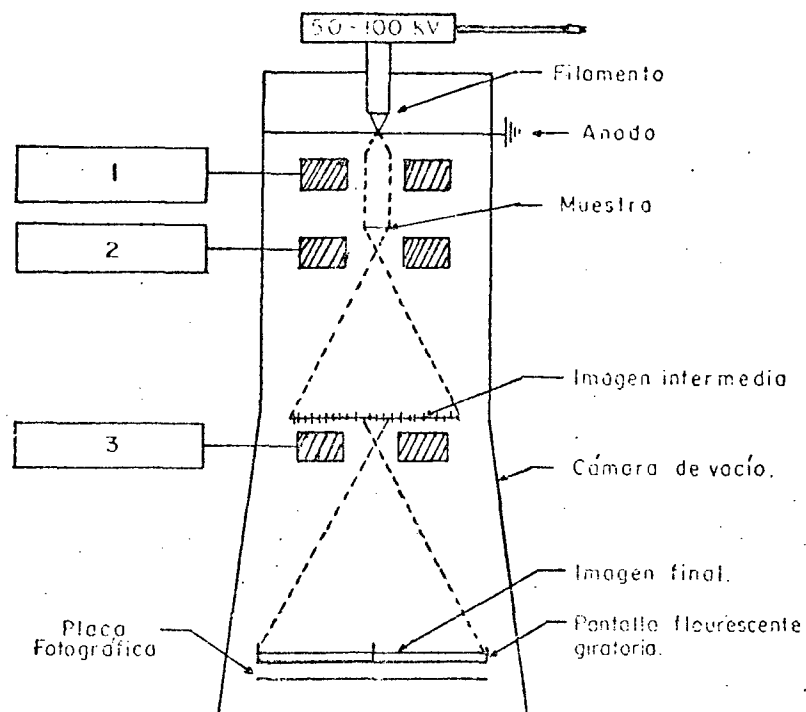 50-100 KV
Filamento
Anodo
1
Muestra
2
Imágen intermedia
3
Cámara de vacío.
Imagen final.
Placa
Fotográfica
Pantalla flourescente
giratoria.